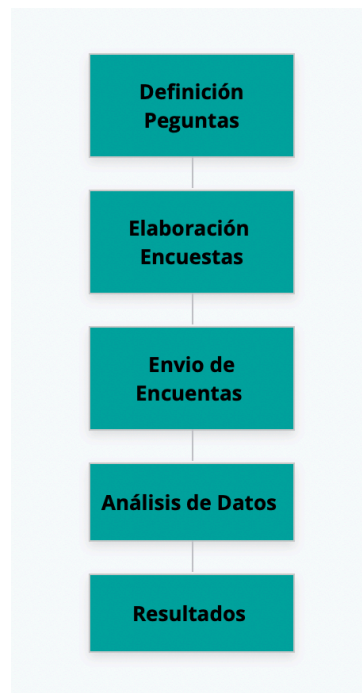 Definición
Peguntas
Elaboración
Encuestas
Envio de
Encuentas
Análisis de Datos
Resultados